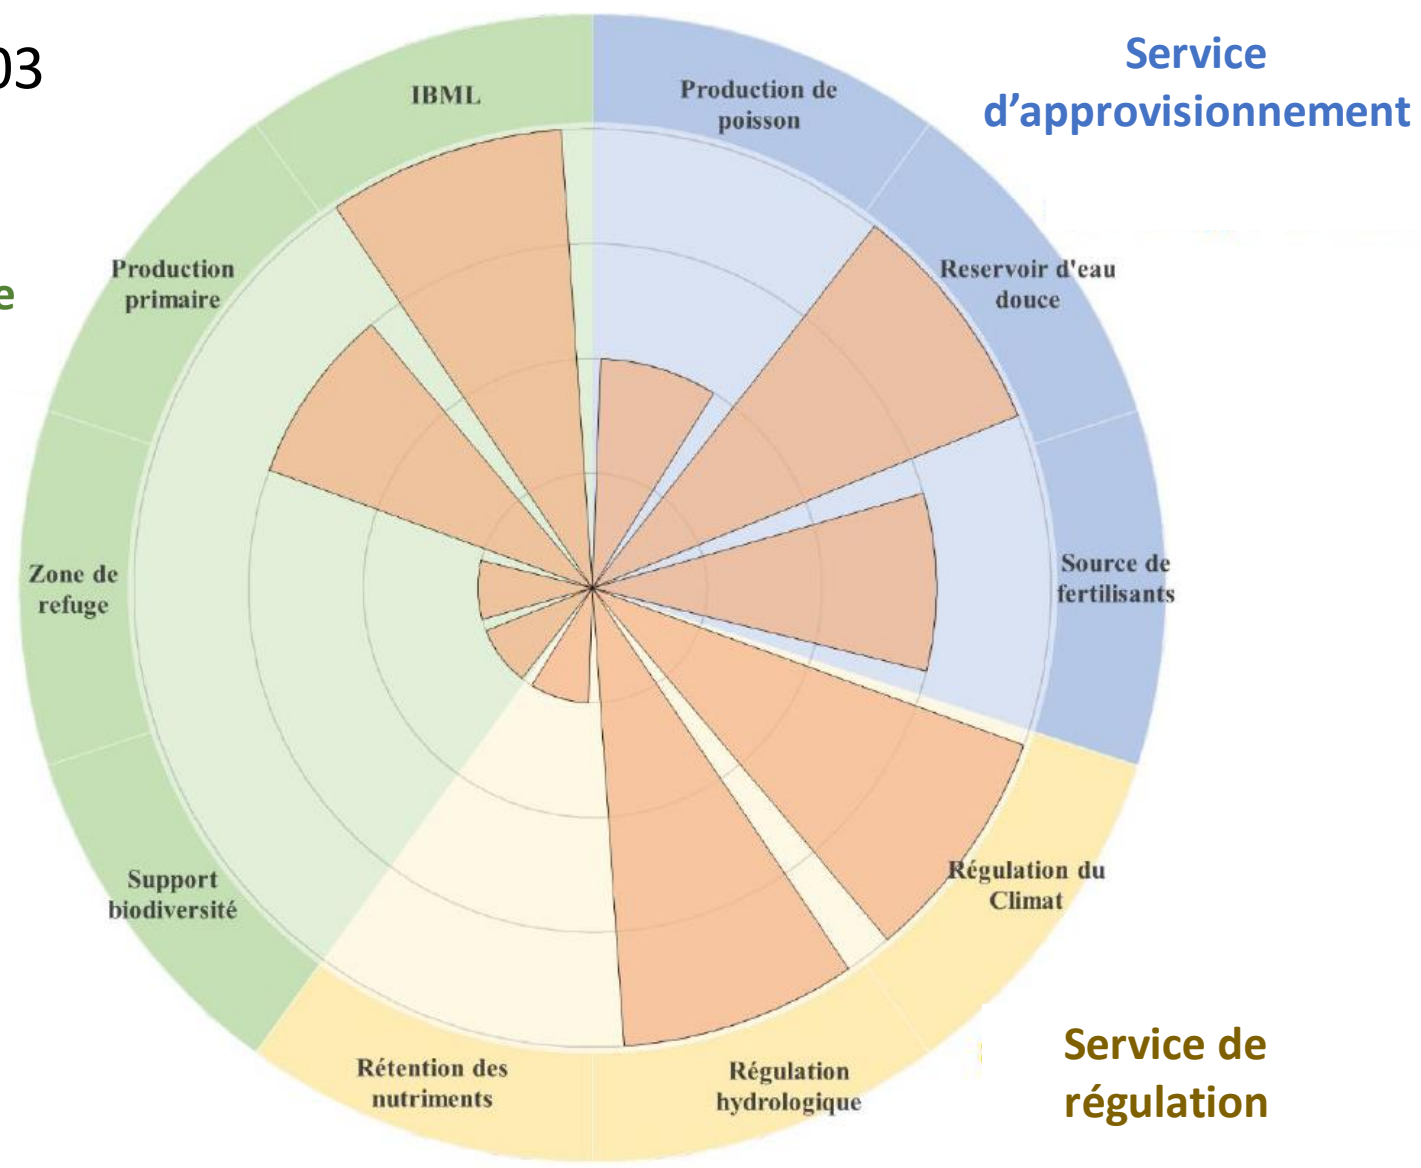 03
Service
d’approvisionnement
IBML
Production de
poisson
Reservoir d'eau
douce
Production
primaire
e
Source de
fertilisants
Zone de
refuge
Régulation du
Climat
Support
biodiversité
Service de
régulation
Rétention des
nutriments
Régulation
hydrologique